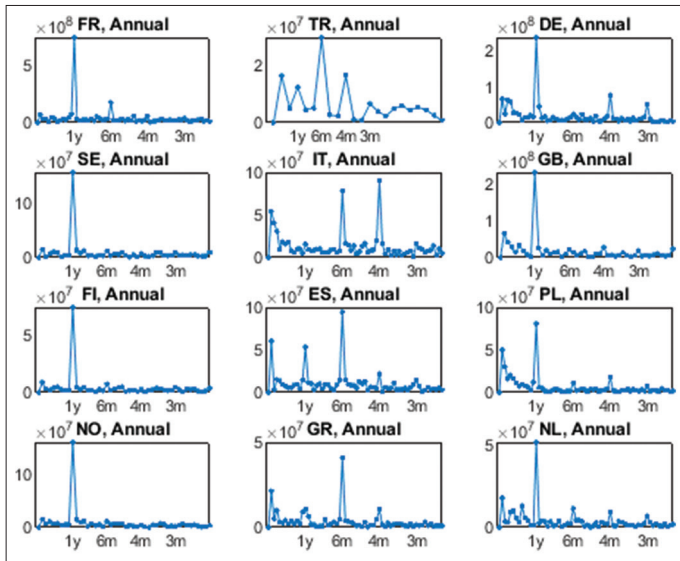 ×10⁸ FR, Annual
5
0
1y 6m 4m 3m
×10⁷ TR, Annual
2
0
1y 6m 4m 3m
×10⁸ DE, Annual
2
1
0
1y 6m 4m 3m
×10⁷ SE, Annual
10
0
1y 6m 4m 3m
×10⁷ IT, Annual
10
5
0
1y 6m 4m 3m
×10⁸ GB, Annual
2
1
0
1y 6m 4m 3m
×10⁷ FI, Annual
5
0
1y 6m 4m 3m
×10⁷ ES, Annual
10
5
0
1y 6m 4m 3m
×10⁷ PL, Annual
10
5
0
1y 6m 4m 3m
×10⁷ NO, Annual
10
0
1y 6m 4m 3m
×10⁷ GR, Annual
5
0
1y 6m 4m 3m
×10⁷ NL, Annual
5
0
1y 6m 4m 3m